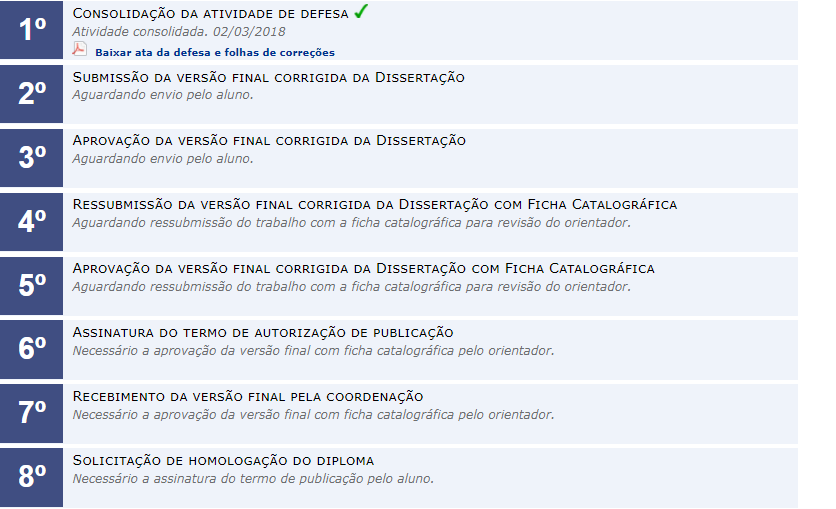 1º
Consolidação da atividade de defesa
Atividade consolidada. 02/03/2018
Baixar ata da defesa e folhas de correções
2º
Submissão da versão final corrigida da Dissertação
Aguardando envio pelo aluno.
3º
Aprovação da versão final corrigida da Dissertação
Aguardando envio pelo aluno.
4º
Ressubmissão da versão final corrigida da Dissertação com Ficha Catalográfica
Aguardando ressubmissão do trabalho com a ficha catalográfica para revisão do orientador.
5º
Aprovação da versão final corrigida da Dissertação com Ficha Catalográfica
Aguardando ressubmissão do trabalho com a ficha catalográfica para revisão do orientador.
6º
Assinatura do termo de autorização de publicação
Necessário a aprovação da versão final com ficha catalográfica pelo orientador.
7º
Recebimento da versão final pela coordenação
Necessário a aprovação da versão final com ficha catalográfica pelo orientador.
8º
Solicitação de homologação do diploma
Necessário a assinatura do termo de publicação pelo aluno.